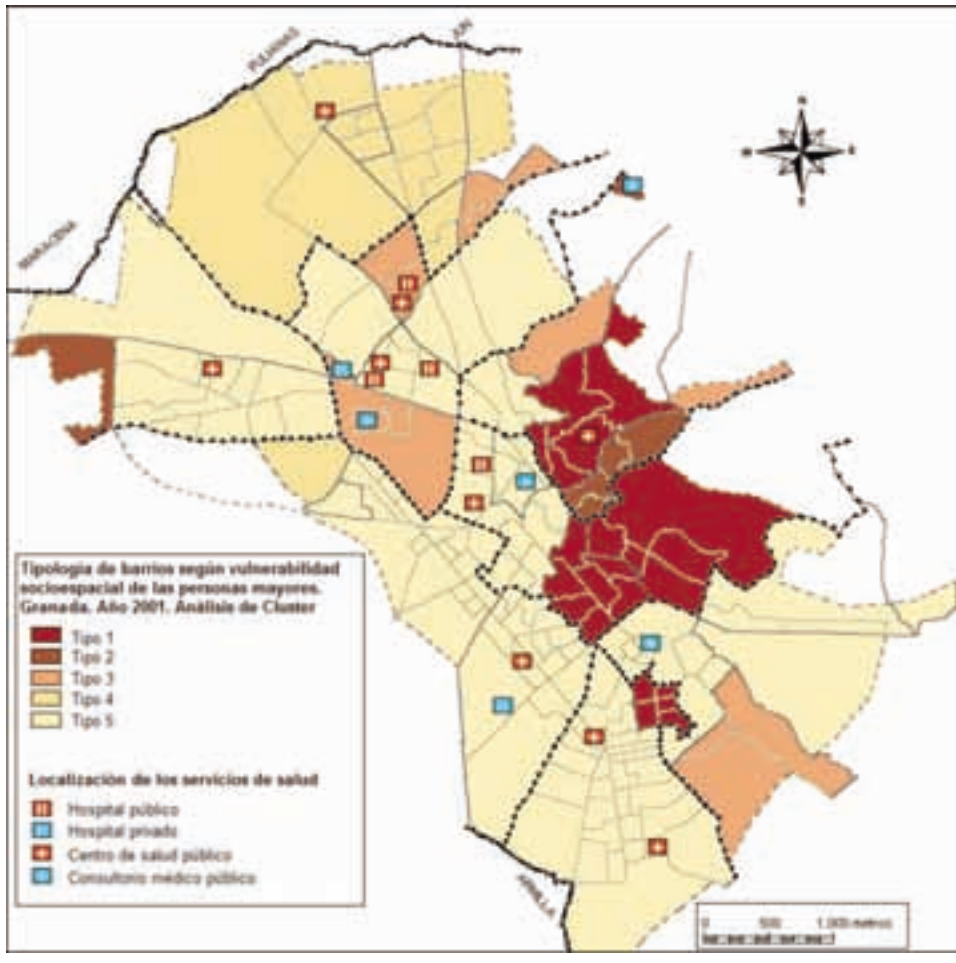 PULIANAS
JUN
MARACENA
N
E
S
Tipología de barrios según vulnerabilidad
socioespacial de las personas mayores.
Granada. Año 2001. Análisis de Cluster
Tipo 1
Tipo 2
Tipo 3
Tipo 4
Tipo 5
Localización de los servicios de salud
Hospital público
Hospital privado
Centro de salud público
Consultorio médico público
ARMILLA
0 500 1.000 metros